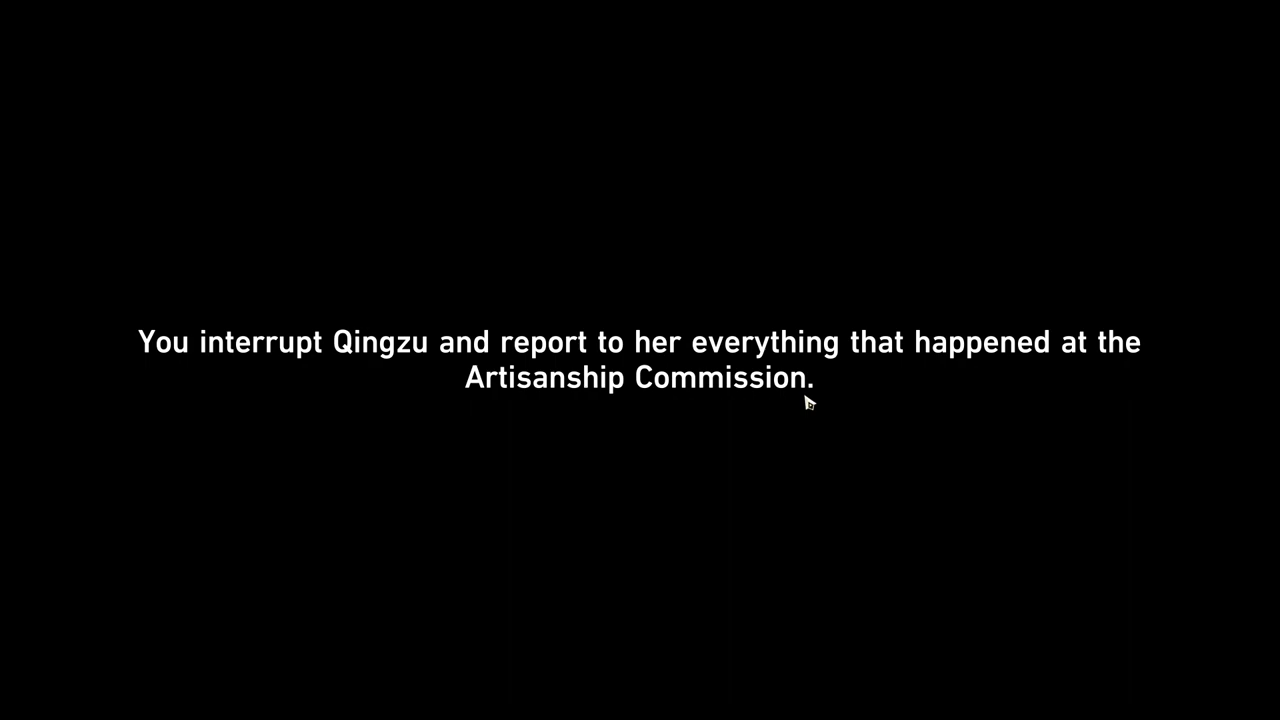 You interrupt Qingzu and report to her everything that happened at the
Artisanship Commission.